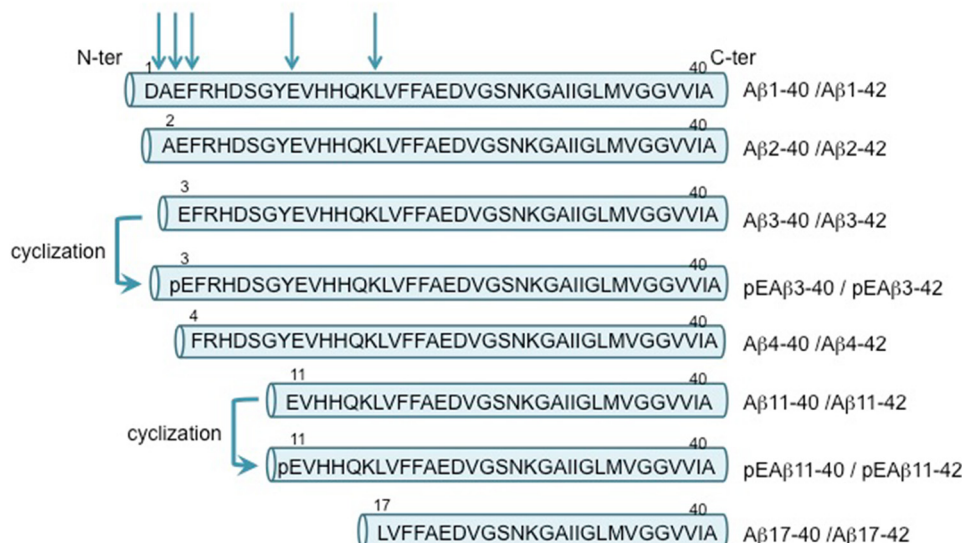 N-ter C-ter
1 40
DAEFRHDSGYEVHHQKLVFFAEDVGSNKGAIIGLMVGGVVIA Aβ1-40 /Aβ1-42
2 40
AEFRHDSGYEVHHQKLVFFAEDVGSNKGAIIGLMVGGVVIA Aβ2-40 /Aβ2-42
3 40
EFRHDSGYEVHHQKLVFFAEDVGSNKGAIIGLMVGGVVIA Aβ3-40 /Aβ3-42
cyclization
3 40
pEFRHDSGYEVHHQKLVFFAEDVGSNKGAIIGLMVGGVVIA pEAβ3-40 / pEAβ3-42
4 40
FRHDSGYEVHHQKLVFFAEDVGSNKGAIIGLMVGGVVIA Aβ4-40 /Aβ4-42
11 40
EVHHQKLVFFAEDVGSNKGAIIGLMVGGVVIA Aβ11-40 /Aβ11-42
cyclization
11 40
pEVHHQKLVFFAEDVGSNKGAIIGLMVGGVVIA pEAβ11-40 / pEAβ11-42
17 40
LVFFAEDVGSNKGAIIGLMVGGVVIA Aβ17-40 /Aβ17-42